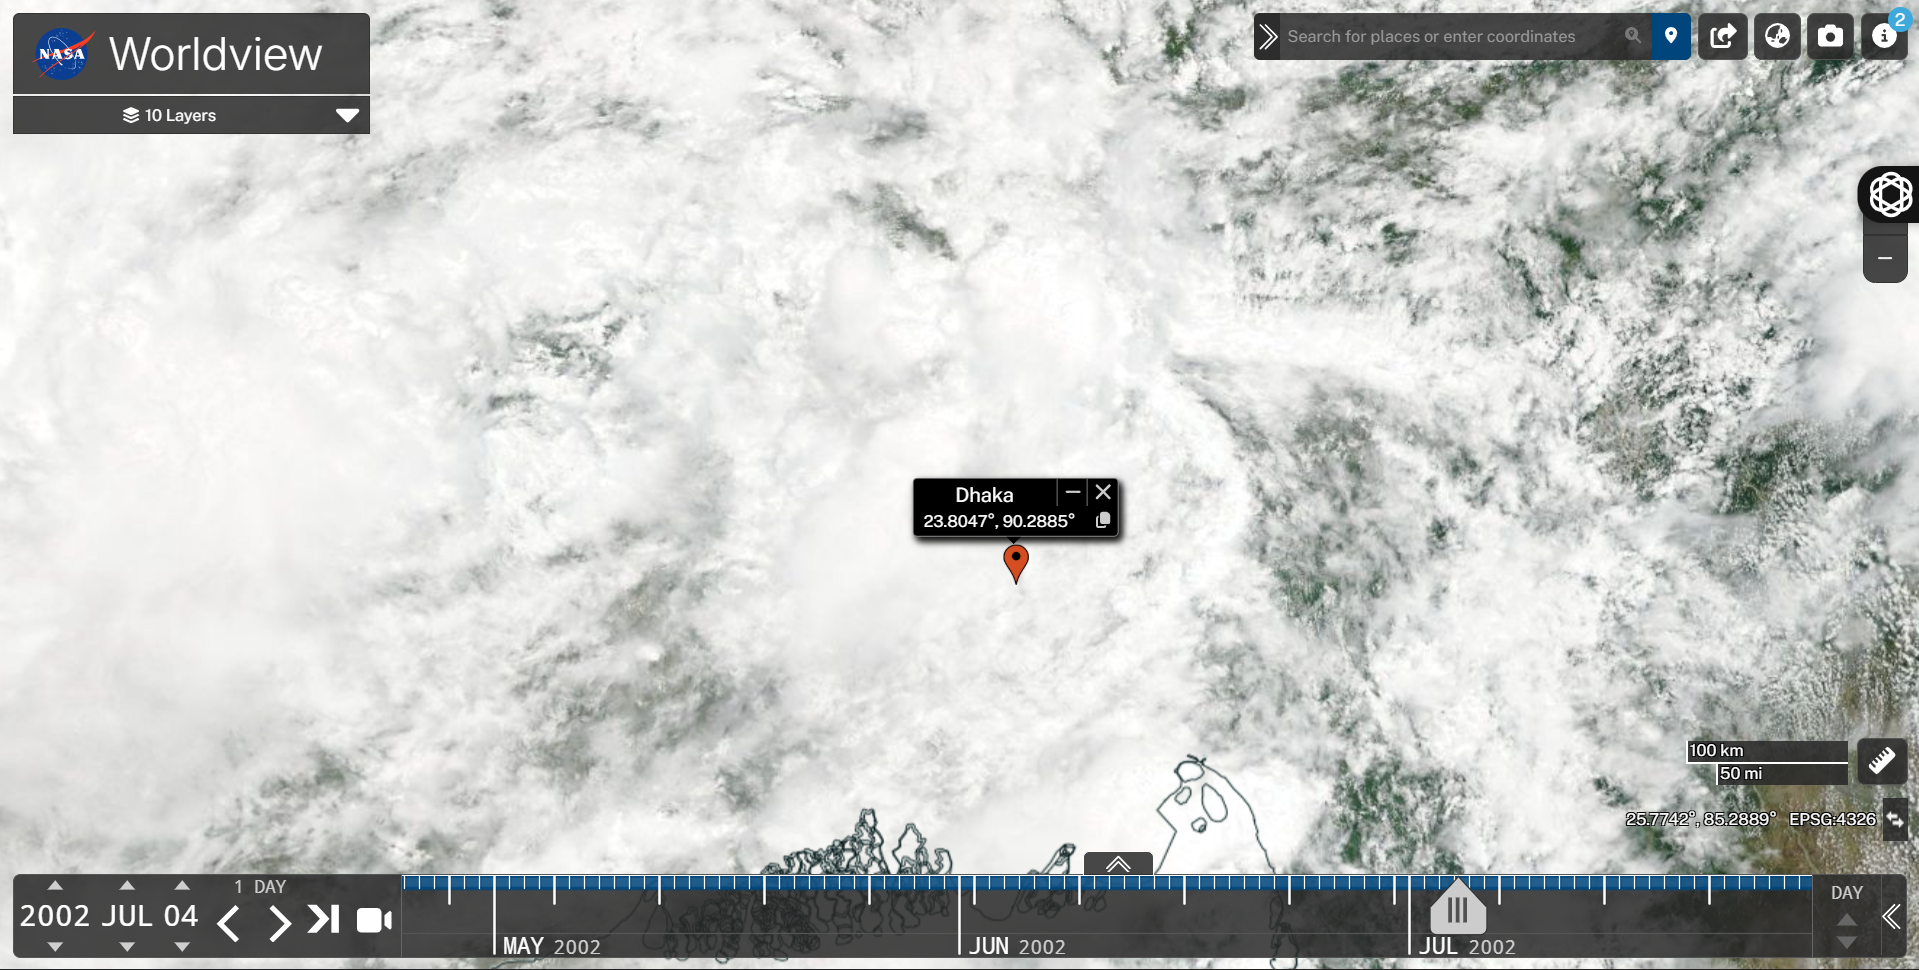 NASA Worldview
10 Layers
Search for places or enter coordinates
2
Dhaka
23.8047°, 90.2885°
100 km
50 mi
25.7742°, 85.2889° EPSG:4326
1 DAY
2002 JUL 04
MAY 2002
JUN 2002
JUL 2002
DAY